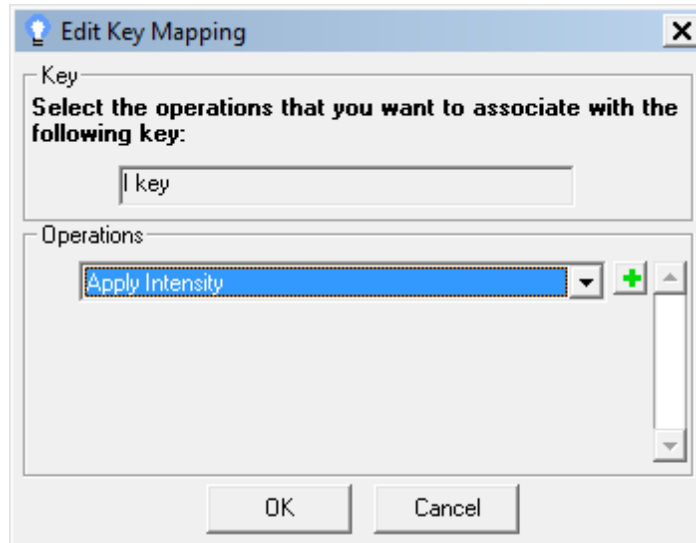 Edit Key Mapping
Key
Select the operations that you want to associate with the
following key:
I key
Operations
Apply Intensity
OK
Cancel